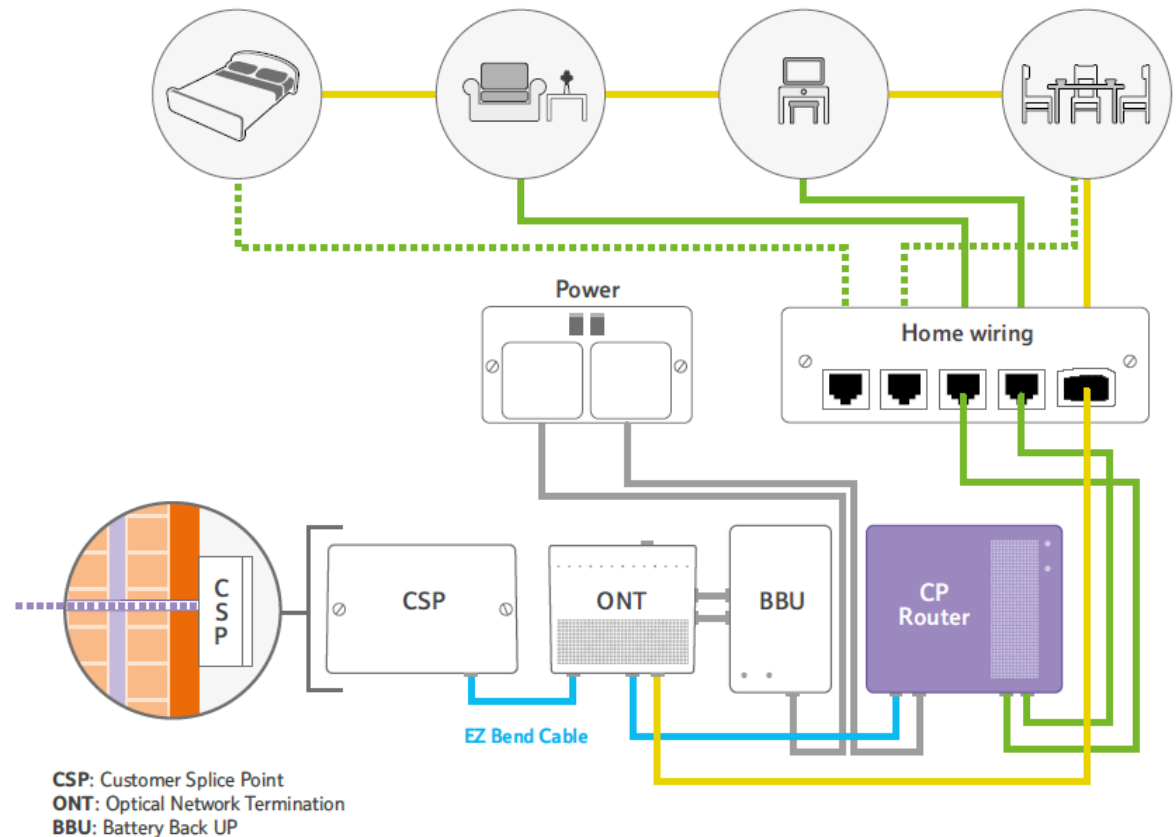 Power
Home wiring
C
S
P
CSP
ONT
BBU
CP
Router
EZ Bend Cable
CSP: Customer Splice Point
ONT: Optical Network Termination
BBU: Battery Back UP